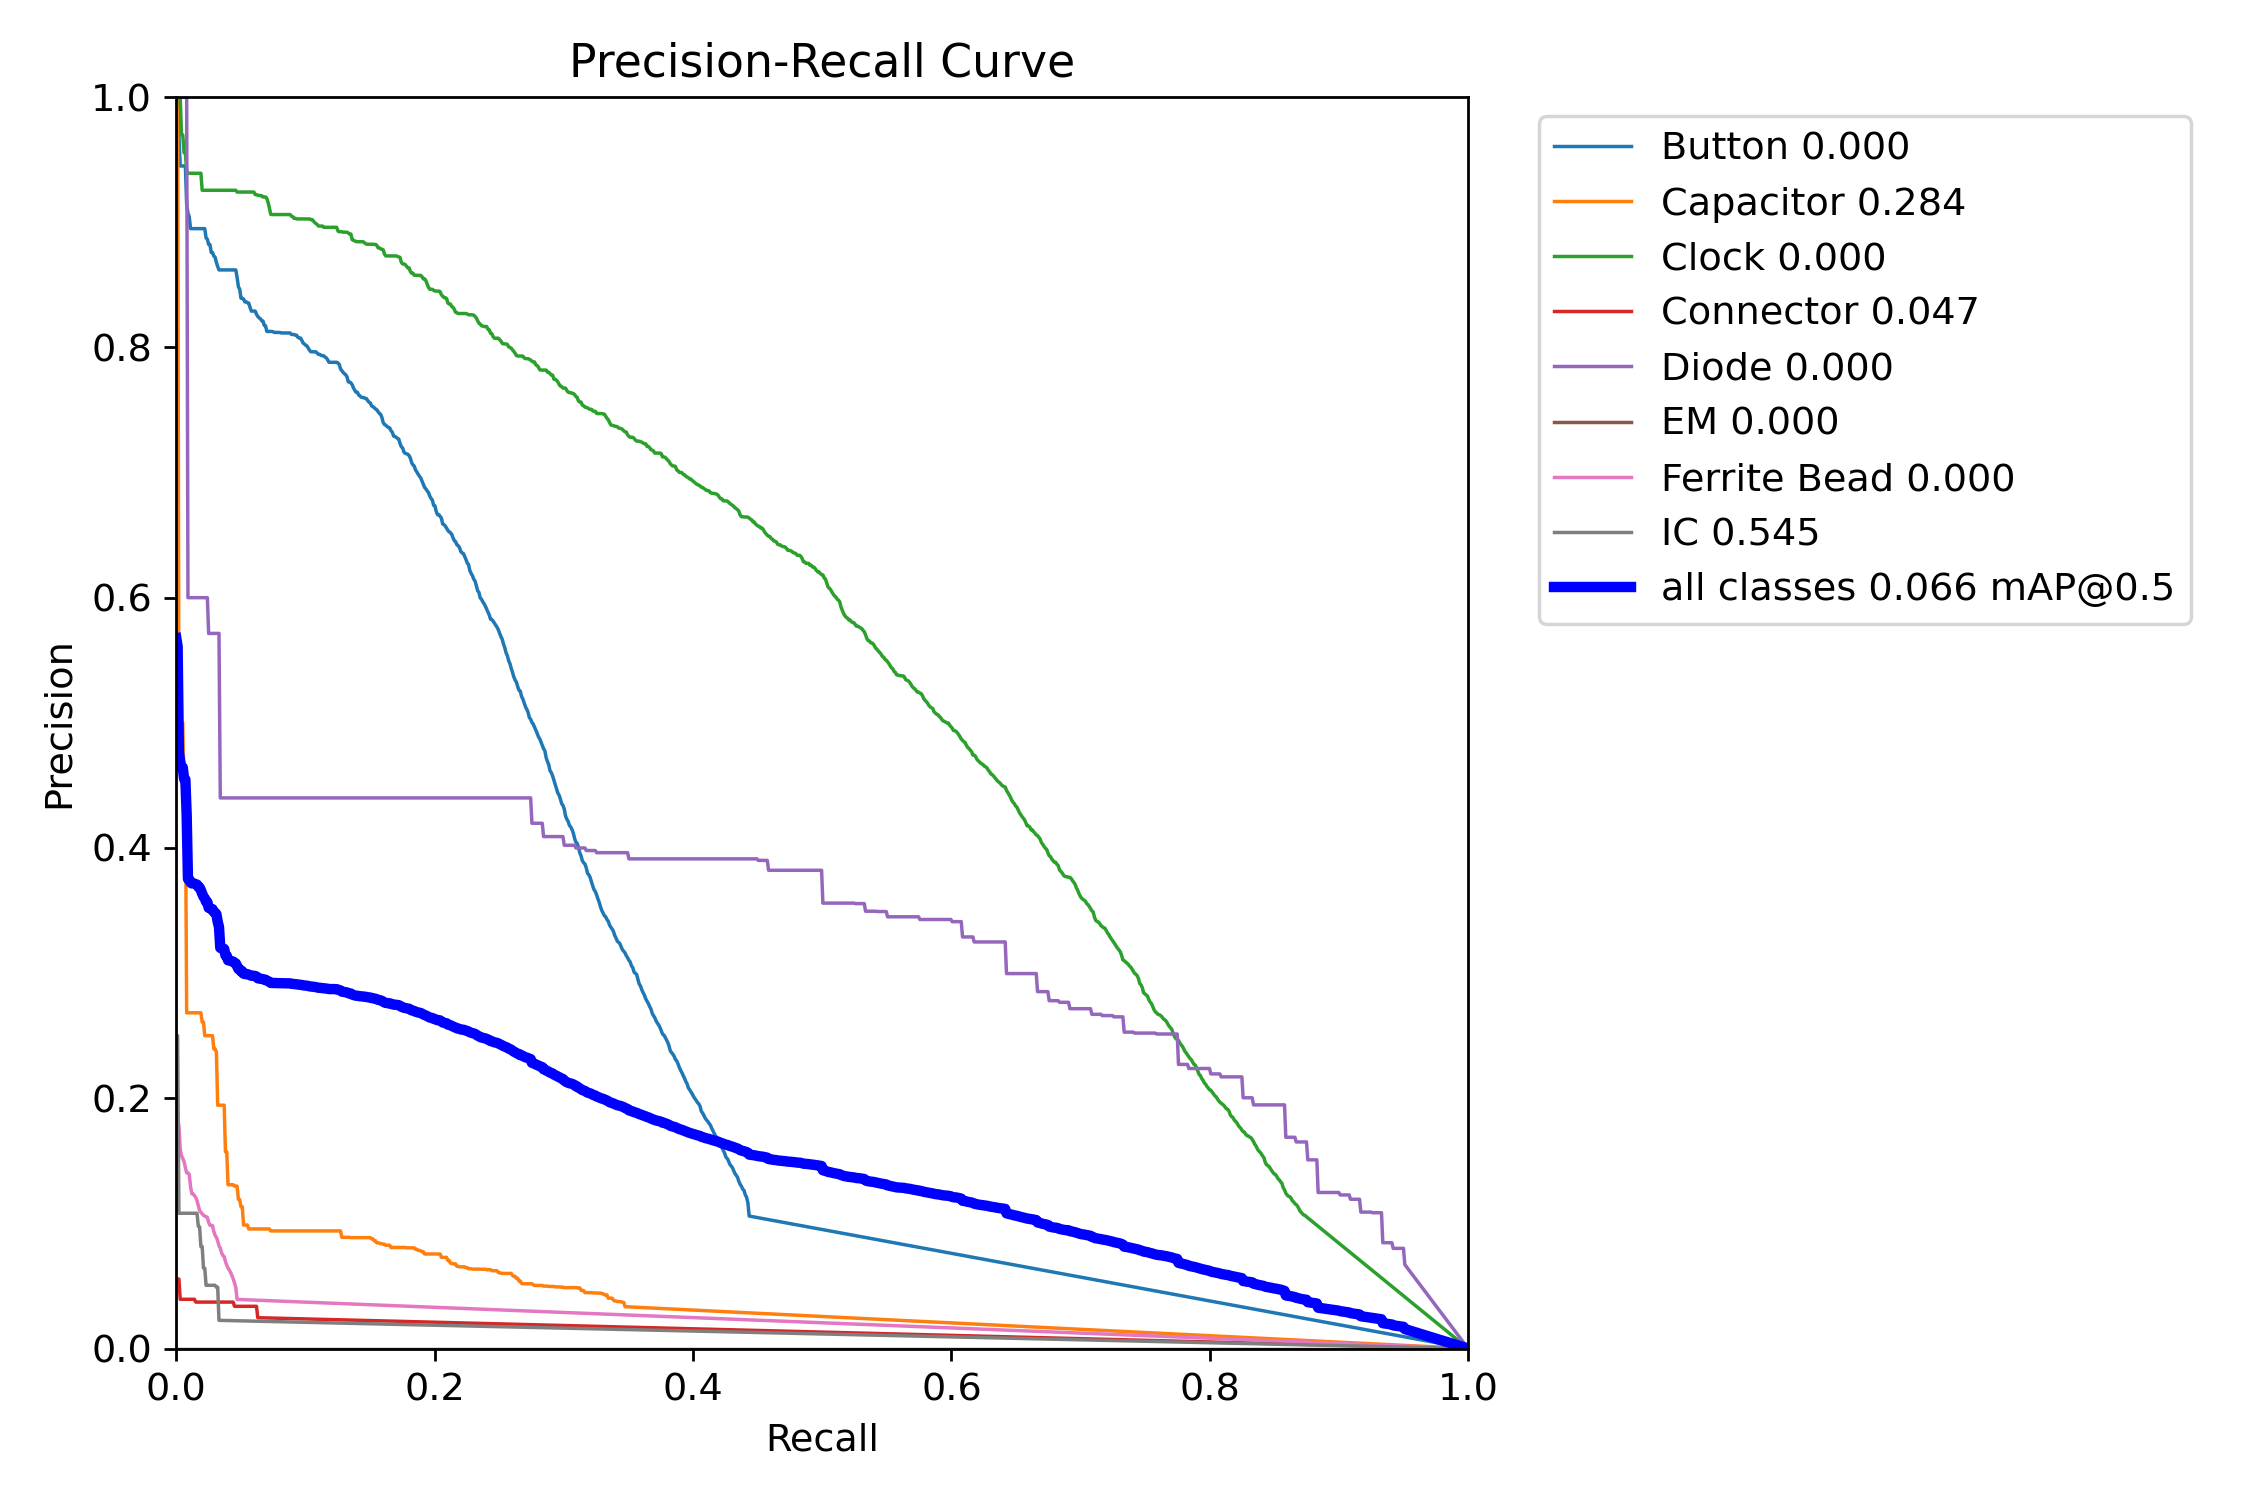 Precision-Recall Curve
1.0
0.8
0.6
0.4
0.2
0.0
Precision
0.0 0.2 0.4 0.6 0.8 1.0
Recall
Button 0.000
Capacitor 0.284
Clock 0.000
Connector 0.047
Diode 0.000
EM 0.000
Ferrite Bead 0.000
IC 0.545
all classes 0.066 mAP@0.5